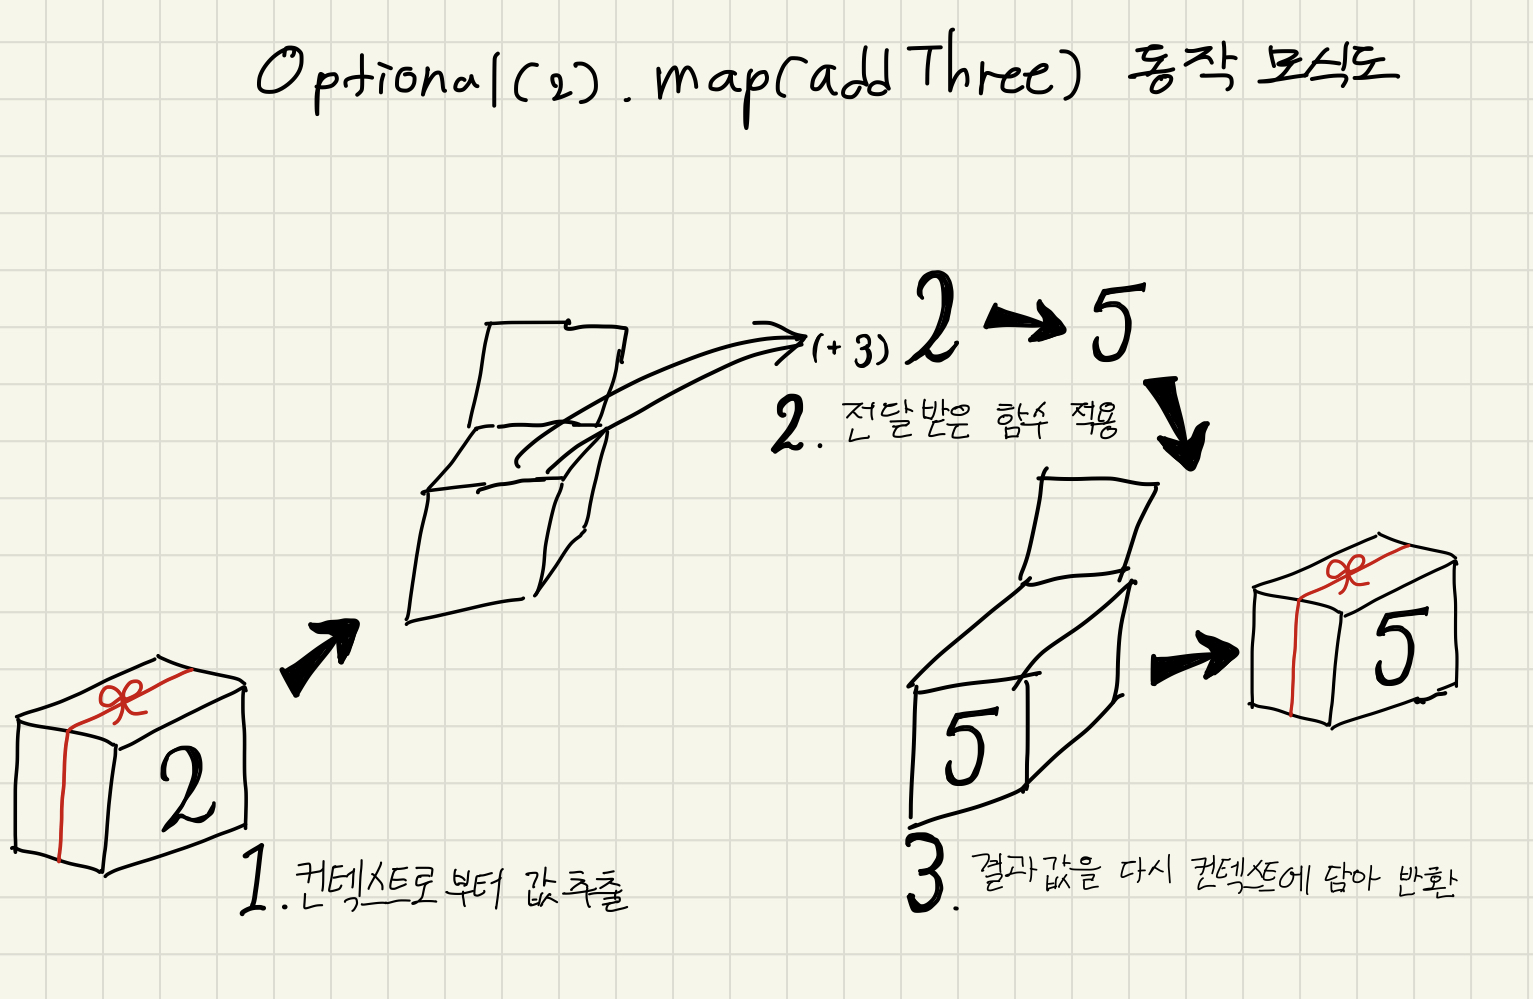 Optional(2).map(addThree) 동작 모식도
(+3) 2 → 5
2. 전달받은 함수 적용
5
5
2
1. 컨텍스트로부터 값 추출
3. 결과값을 다시 컨텍스트에 담아 반환